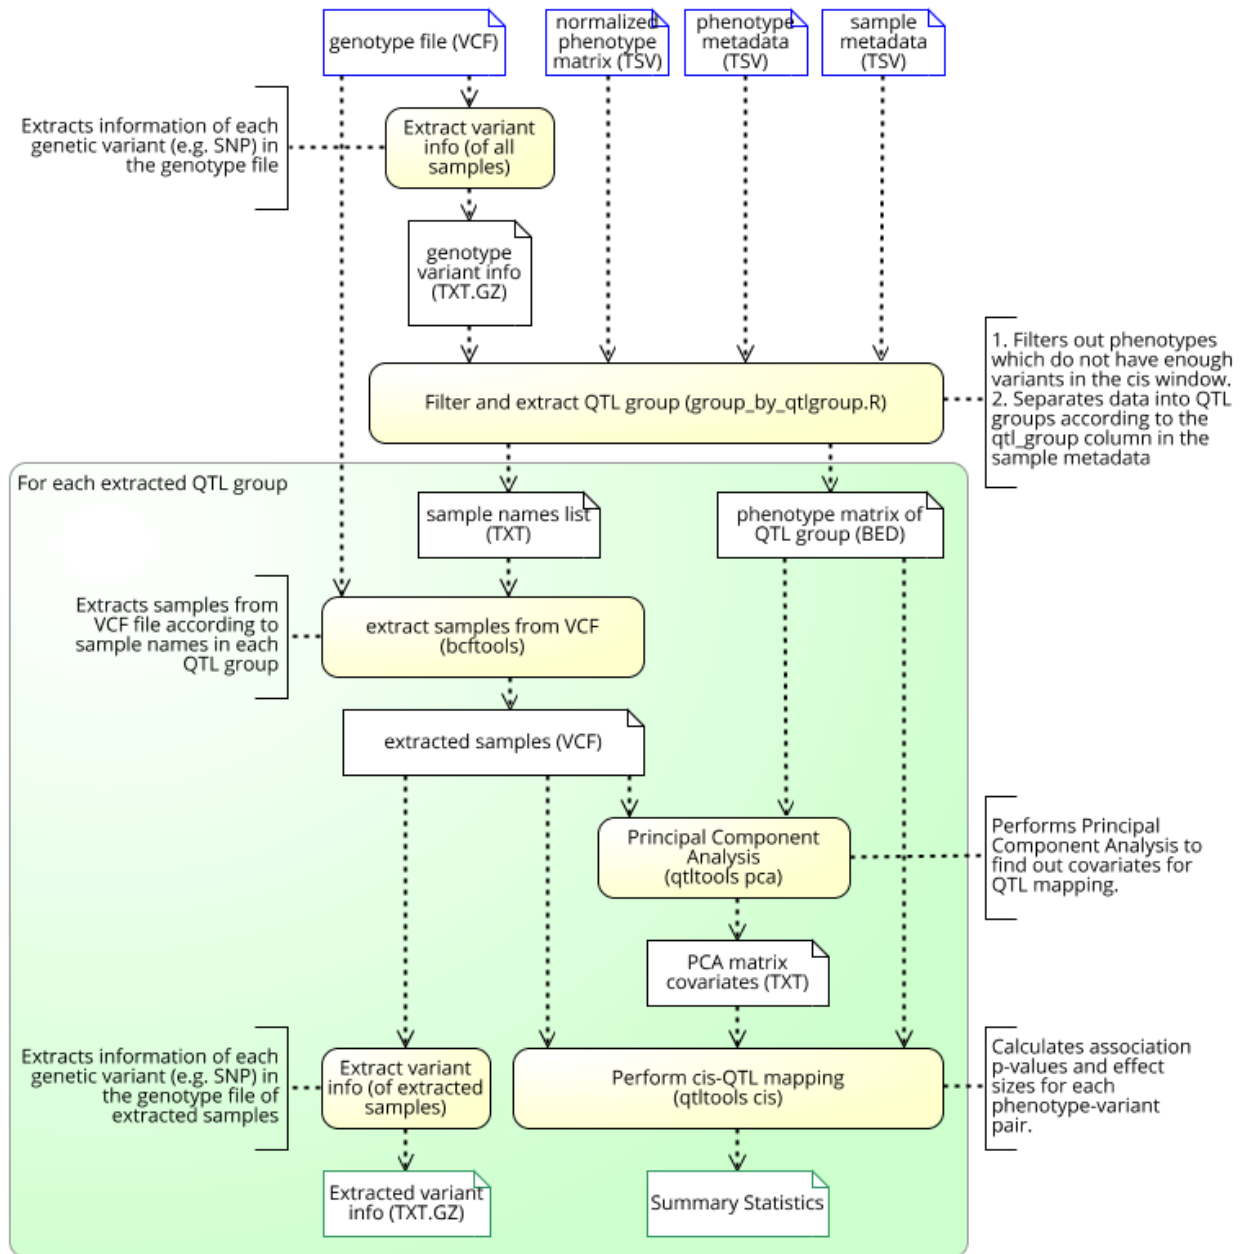 genotype file (VCF)
normalized
phenotype
matrix (TSV)
phenotype
metadata
(TSV)
sample
metadata
(TSV)
Extracts information of each
genetic variant (e.g. SNP) in
the genotype file
Extract variant
info (of all
samples)
genotype
variant info
(TXT.GZ)
Filter and extract QTL group (group_by_qtlgroup.R)
1. Filters out phenotypes
which do not have enough
variants in the cis window.
2. Separates data into QTL
groups according to the
qtl_group column in the
sample metadata
For each extracted QTL group
sample names list
(TXT)
phenotype matrix of
QTL group (BED)
Extracts samples from
VCF file according to
sample names in each
QTL group
extract samples from VCF
(bcftools)
extracted samples (VCF)
Principal Component
Analysis
(qtltools pca)
Performs Principal
Component Analysis to
find out covariates for
QTL mapping.
PCA matrix
covariates (TXT)
Extracts information of each
genetic variant (e.g. SNP) in
the genotype file of
extracted samples
Extract variant
info (of extracted
samples)
Perform cis-QTL mapping
(qtltools cis)
Calculates association
p-values and effect
sizes for each
phenotype-variant
pair.
Extracted variant
info (TXT.GZ)
Summary Statistics